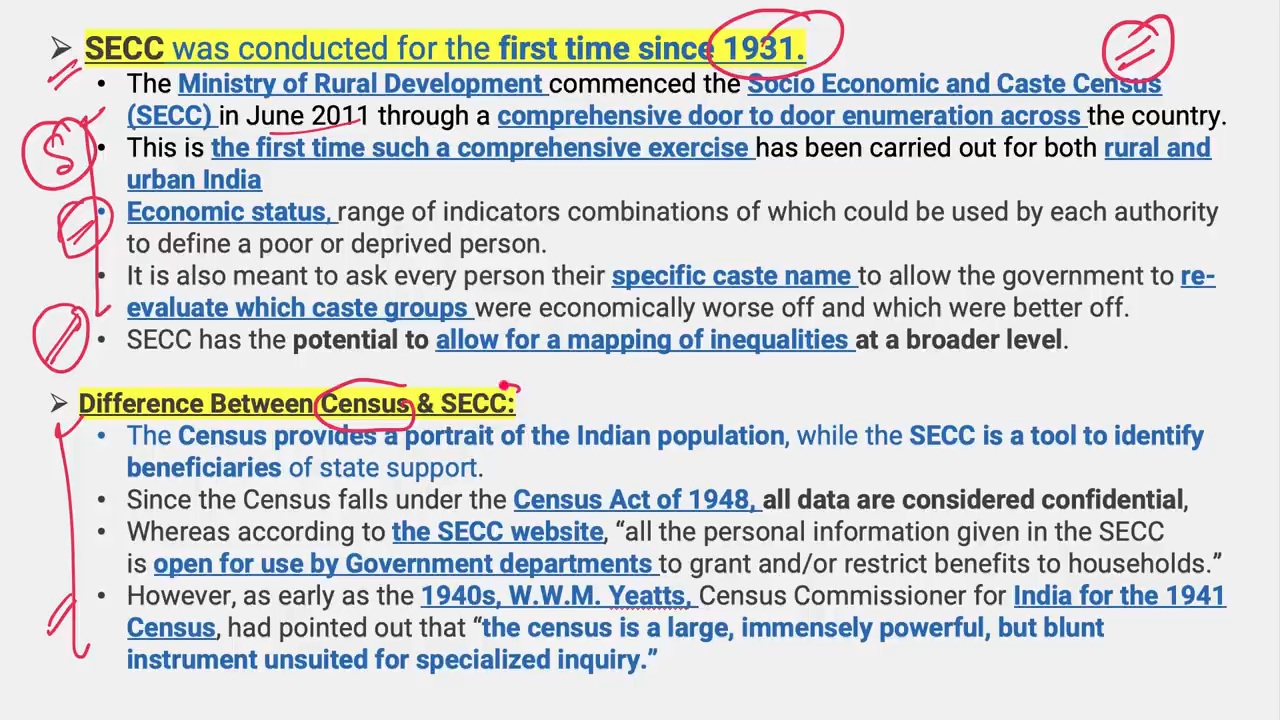 ➢ SECC was conducted for the first time since 1931.
• The Ministry of Rural Development commenced the Socio Economic and Caste Census
(SECC) in June 2011 through a comprehensive door to door enumeration across the country.
• This is the first time such a comprehensive exercise has been carried out for both rural and
urban India
• Economic status, range of indicators combinations of which could be used by each authority
to define a poor or deprived person.
• It is also meant to ask every person their specific caste name to allow the government to re-
evaluate which caste groups were economically worse off and which were better off.
• SECC has the potential to allow for a mapping of inequalities at a broader level.
➢ Difference Between Census & SECC:
• The Census provides a portrait of the Indian population, while the SECC is a tool to identify
beneficiaries of state support.
• Since the Census falls under the Census Act of 1948, all data are considered confidential,
• Whereas according to the SECC website, “all the personal information given in the SECC
is open for use by Government departments to grant and/or restrict benefits to households.”
• However, as early as the 1940s, W.W.M. Yeatts, Census Commissioner for India for the 1941
Census, had pointed out that “the census is a large, immensely powerful, but blunt
instrument unsuited for specialized inquiry.”